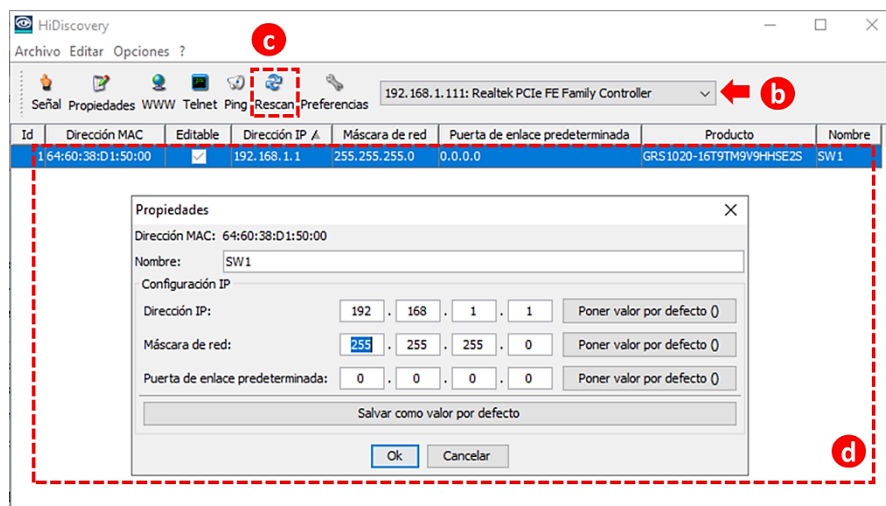 HiDiscovery
Archivo Editar Opciones ?
c
Señal Propiedades WWW Telnet Ping Rescan Preferencias
192.168.1.111: Realtek PCIe FE Family Controller
b
Id Dirección MAC Editable Dirección IP Máscara de red Puerta de enlace predeterminada Producto Nombre
1 64:60:38:D1:50:00 192.168.1.1 255.255.255.0 0.0.0.0 GRS1020-16T9TM9V9HHSE2S SW1
Propiedades
Dirección MAC: 64:60:38:D1:50:00
Nombre: SW1
Configuración IP
Dirección IP: 192 . 168 . 1 . 1 Poner valor por defecto ()
Máscara de red: 255 . 255 . 255 . 0 Poner valor por defecto ()
Puerta de enlace predeterminada: 0 . 0 . 0 . 0 Poner valor por defecto ()
Salvar como valor por defecto
Ok Cancelar
d